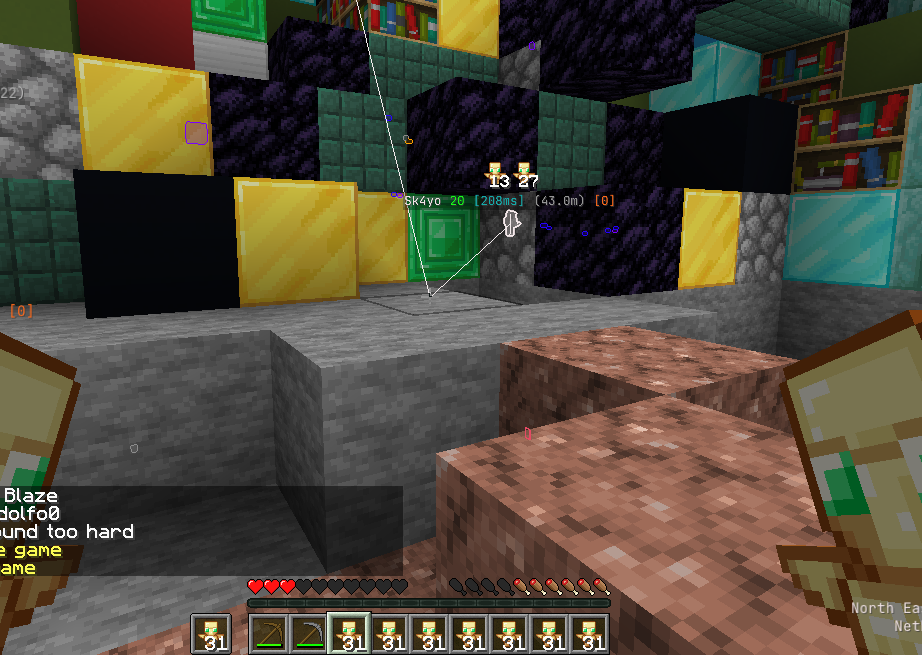 22)
13 27
Sk4yo 20 [208ms] (43.0m) [0]
[0]
Blaze
dolfo0
ound too hard
e game
ame
North Ea
Net
31 31 31 31 31 31 31 31